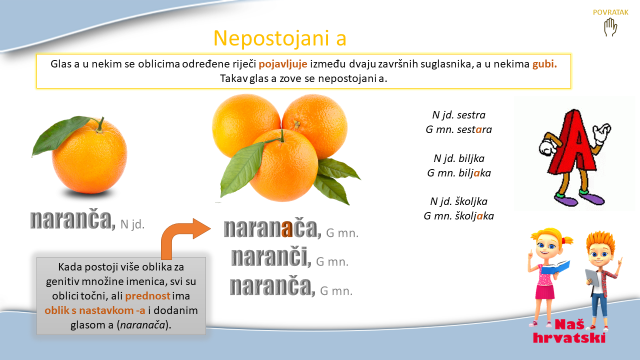 POVRATAK
Nepostojani a
Glas a u nekim se oblicima određene riječi pojavljuje između dvaju završnih suglasnika, a u nekima gubi.
Takav glas a zove se nepostojani a.
naranča, N jd.
naranača, G mn.
naranči, G mn.
naranča, G mn.
Kada postoji više oblika za
genitiv množine imenica, svi su
oblici točni, ali prednost ima
oblik s nastavkom -a i dodanim
glasom a (naranača).
N jd. sestra
G mn. sestara
N jd. biljka
G mn. biljaka
N jd. školjka
G mn. školjaka
A
Naš
hrvatski